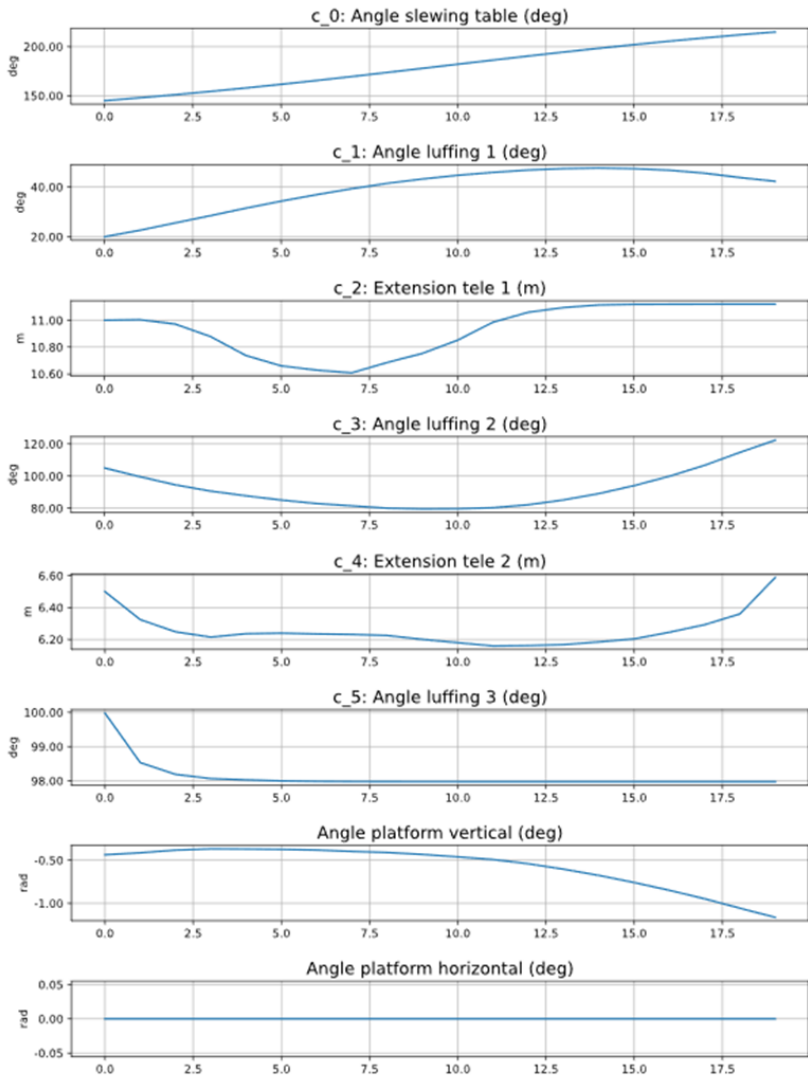 c_0: Angle slewing table (deg)
200.00
150.00
deg
0.0 2.5 5.0 7.5 10.0 12.5 15.0 17.5
c_1: Angle luffing 1 (deg)
40.00
20.00
deg
0.0 2.5 5.0 7.5 10.0 12.5 15.0 17.5
c_2: Extension tele 1 (m)
11.00
10.80
10.60
m
0.0 2.5 5.0 7.5 10.0 12.5 15.0 17.5
c_3: Angle luffing 2 (deg)
120.00
100.00
80.00
deg
0.0 2.5 5.0 7.5 10.0 12.5 15.0 17.5
c_4: Extension tele 2 (m)
6.60
6.40
6.20
m
0.0 2.5 5.0 7.5 10.0 12.5 15.0 17.5
c_5: Angle luffing 3 (deg)
100.00
99.00
98.00
deg
0.0 2.5 5.0 7.5 10.0 12.5 15.0 17.5
Angle platform vertical (deg)
-0.50
-1.00
rad
0.0 2.5 5.0 7.5 10.0 12.5 15.0 17.5
Angle platform horizontal (deg)
0.05
0.00
-0.05
rad
0.0 2.5 5.0 7.5 10.0 12.5 15.0 17.5